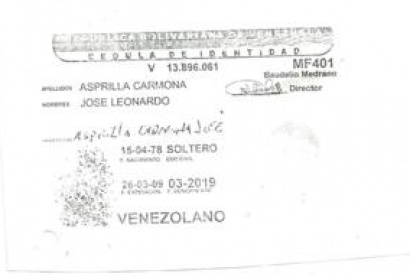 REPUBLICA BOLIVARIANA DE VENEZUELA
CEDULA DE IDENTIDAD
V 13.896.061 MF401
Baudelio Medrano
APELLIDOS ASPRILLA CARMONA Director
NOMBRES JOSE LEONARDO
Asprilla CARMONA JOSE
15-04-78 SOLTERO
F. NACIMIENTO EDO CIVIL
26-03-09 03-2019
F. EXPEDICION F. VENCIMIENTO
VENEZOLANO